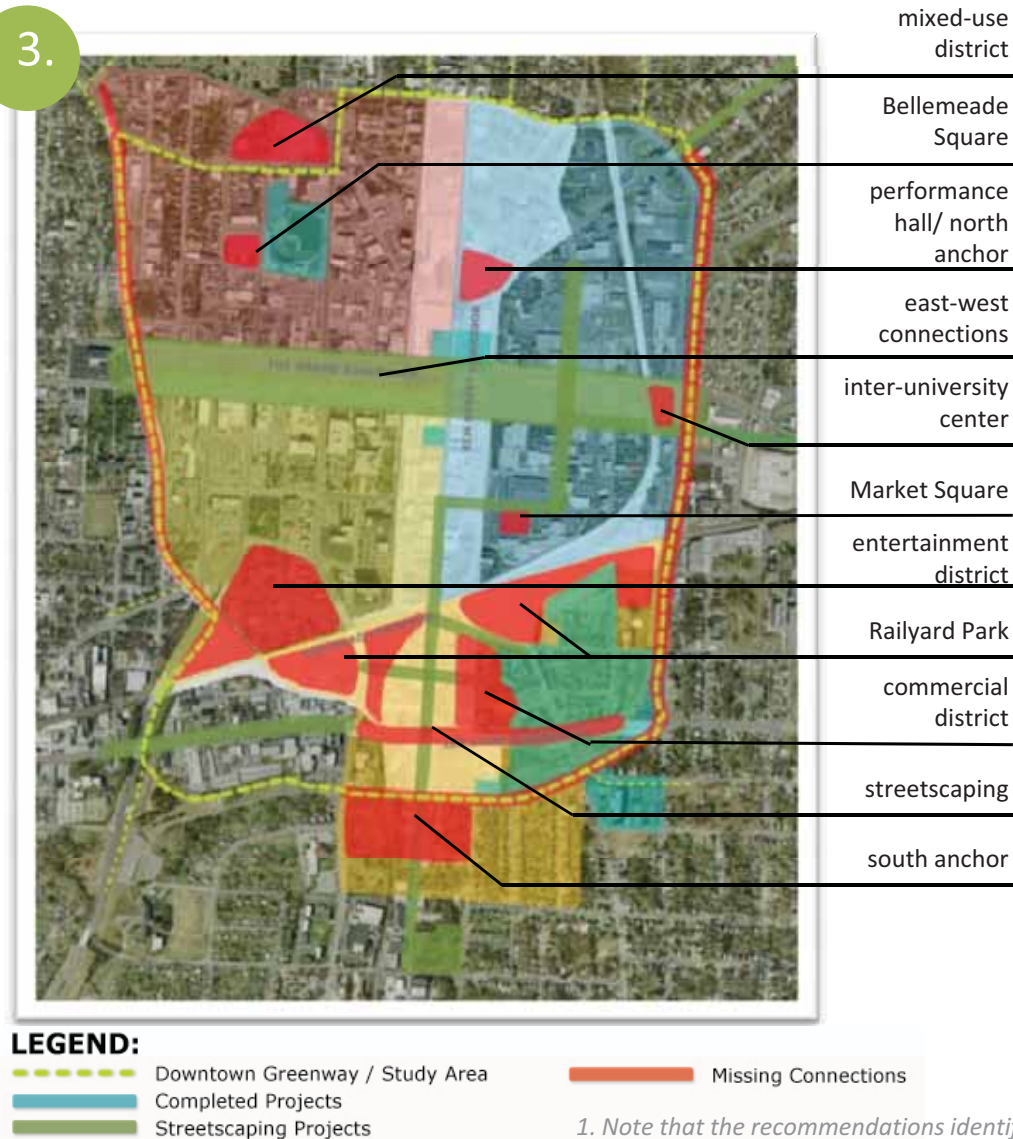 3.
mixed-use
district
Bellemeade
Square
performance
hall/ north
anchor
east-west
connections
inter-university
center
Market Square
entertainment
district
Railyard Park
commercial
district
streetscaping
south anchor
LEGEND:
Downtown Greenway / Study Area
Missing Connections
Completed Projects
Streetscaping Projects
1. Note that the recommendations identif